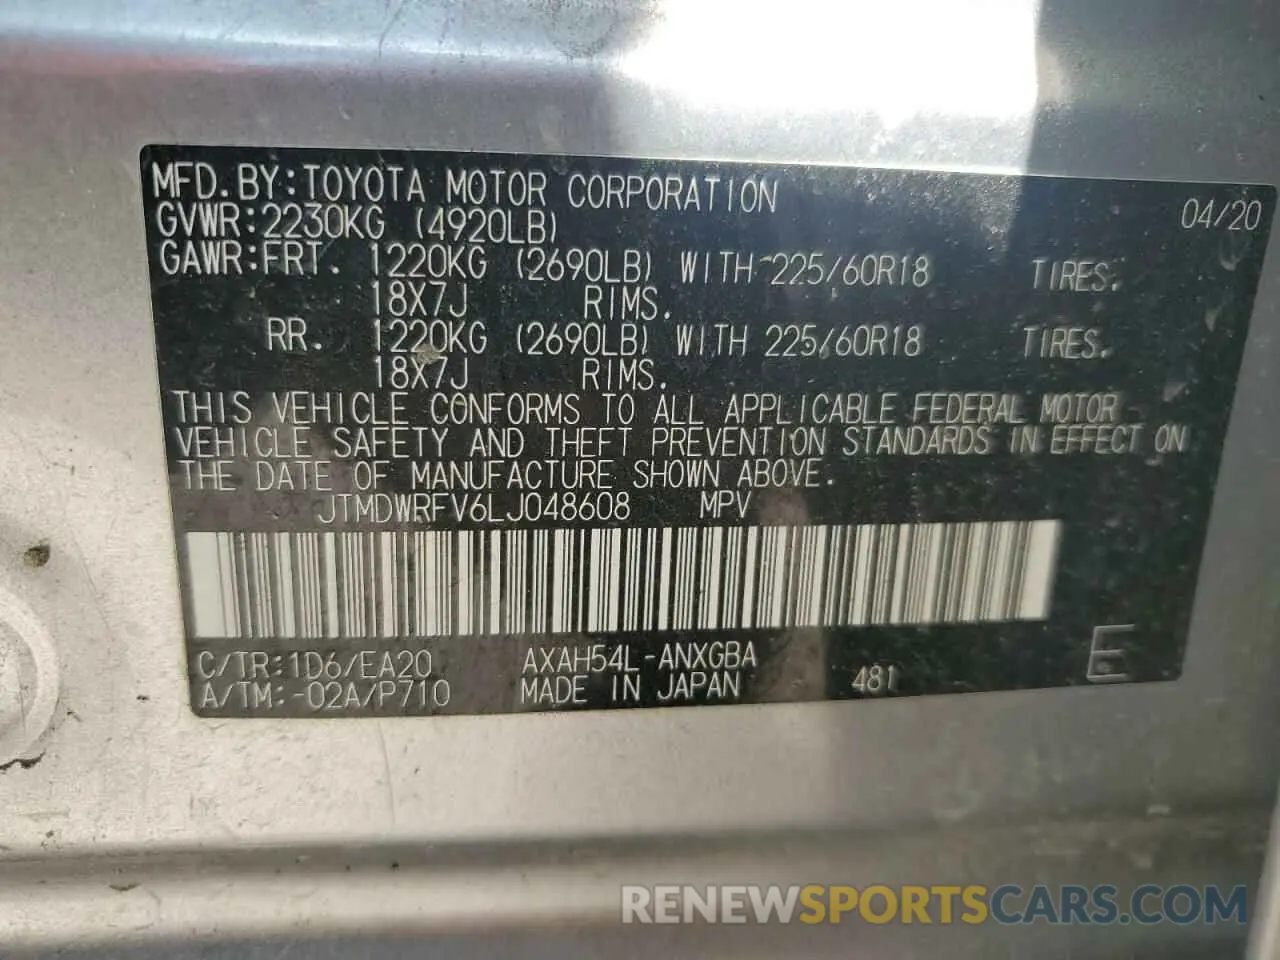 MFD.BY:TOYOTA MOTOR CORPORATION 04/20
GVWR:2230KG (4920LB)
GAWR:FRT. 1220KG (2690LB) WITH 225/60R18 TIRES.
18X7J RIMS.
RR. 1220KG (2690LB) WITH 225/60R18 TIRES.
18X7J RIMS.
THIS VEHICLE CONFORMS TO ALL APPLICABLE FEDERAL MOTOR
VEHICLE SAFETY AND THEFT PREVENTION STANDARDS IN EFFECT ON
THE DATE OF MANUFACTURE SHOWN ABOVE.
JTMDWRFV6LJ048608 MPV
C/TR:1D6/EA20 AXAH54L-ANXGBA
A/TM:-02A/P710 MADE IN JAPAN 481 E
RENEWSPORTSCARS.COM